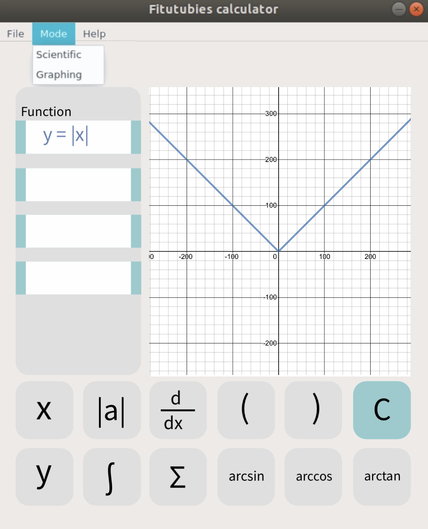 Fitutubies calculator
File Mode Help
Scientific
Graphing
Function
y = |x|
300
200
100
-200 -100 0 100 200
-100
-200
x |a| d/dx ( ) C
y ∫ Σ arcsin arccos arctan